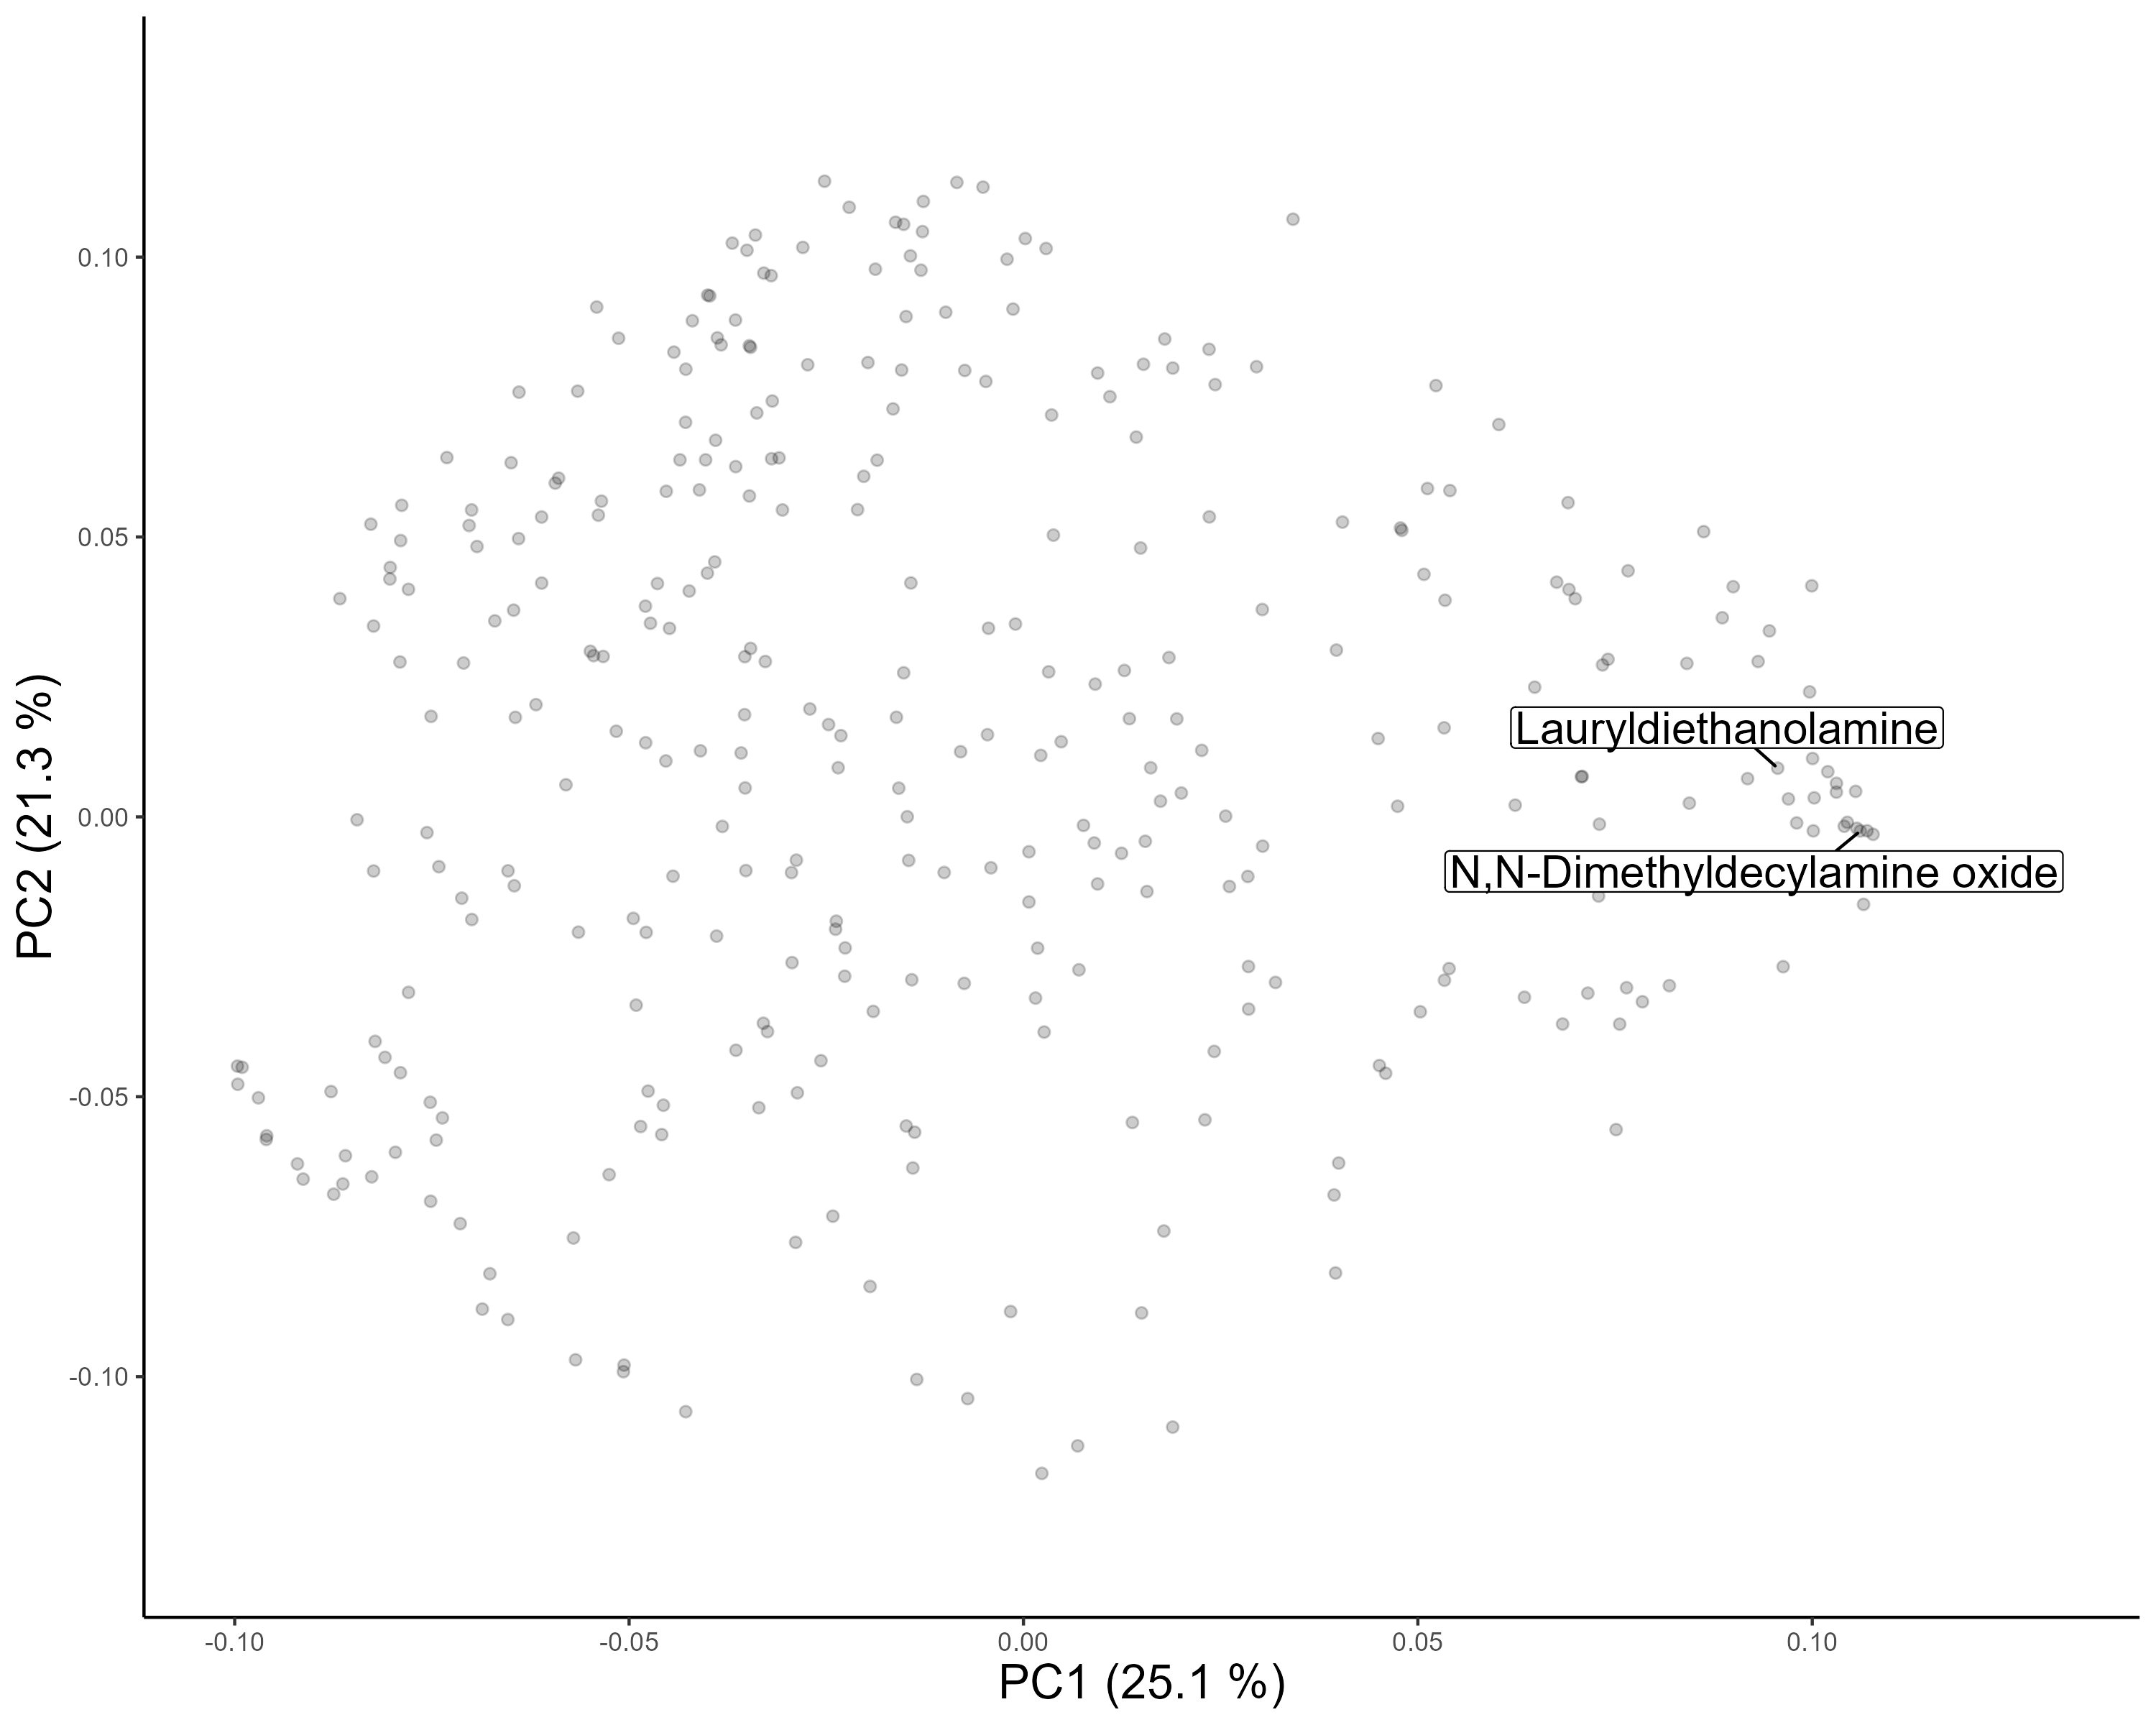 PC2 (21.3 %)
0.10
0.05
0.00
-0.05
-0.10
Lauryldiethanolamine
N,N-Dimethyldecylamine oxide
-0.10
-0.05
0.00
0.05
0.10
PC1 (25.1 %)